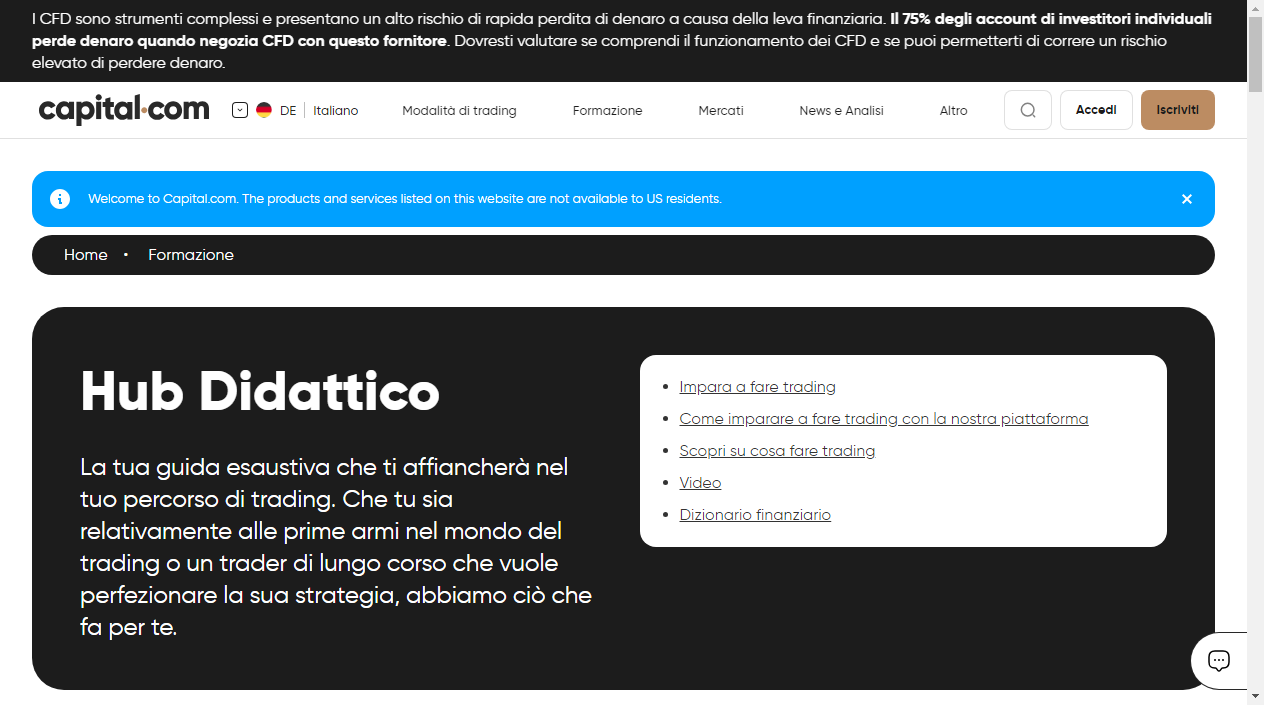 I CFD sono strumenti complessi e presentano un alto rischio di rapida perdita di denaro a causa della leva finanziaria. Il 75% degli account di investitori individuali
perde denaro quando negozia CFD con questo fornitore. Dovresti valutare se comprendi il funzionamento dei CFD e se puoi permetterti di correre un rischio
elevato di perdere denaro.
capital.com DE Italiano Modalità di trading Formazione Mercati News e Analisi Altro Accedi Iscriviti
Welcome to Capital.com. The products and services listed on this website are not available to US residents.
Home • Formazione
Hub Didattico
La tua guida esaustiva che ti affiancherà nel
tuo percorso di trading. Che tu sia
relativamente alle prime armi nel mondo del
trading o un trader di lungo corso che vuole
perfezionare la sua strategia, abbiamo ciò che
fa per te.
Impara a fare trading
Come imparare a fare trading con la nostra piattaforma
Scopri su cosa fare trading
Video
Dizionario finanziario